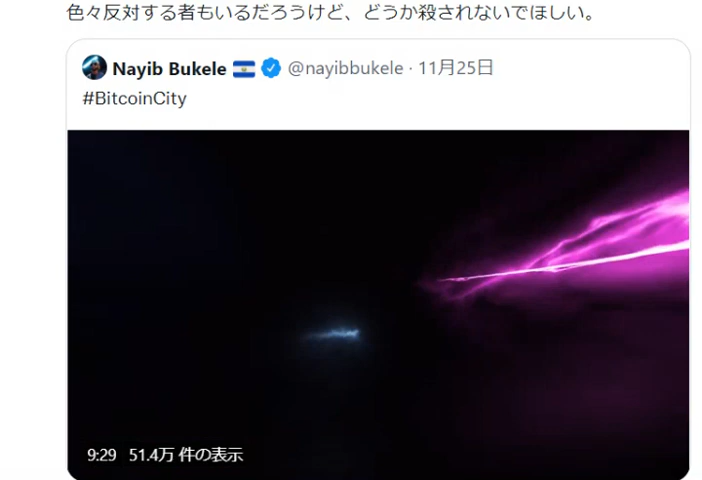 色々反対する者もいるだろうけど、どうか殺されないでほしい。
Nayib Bukele @nayibbukele · 11月25日
#BitcoinCity
9:29 51.4万 件の表示